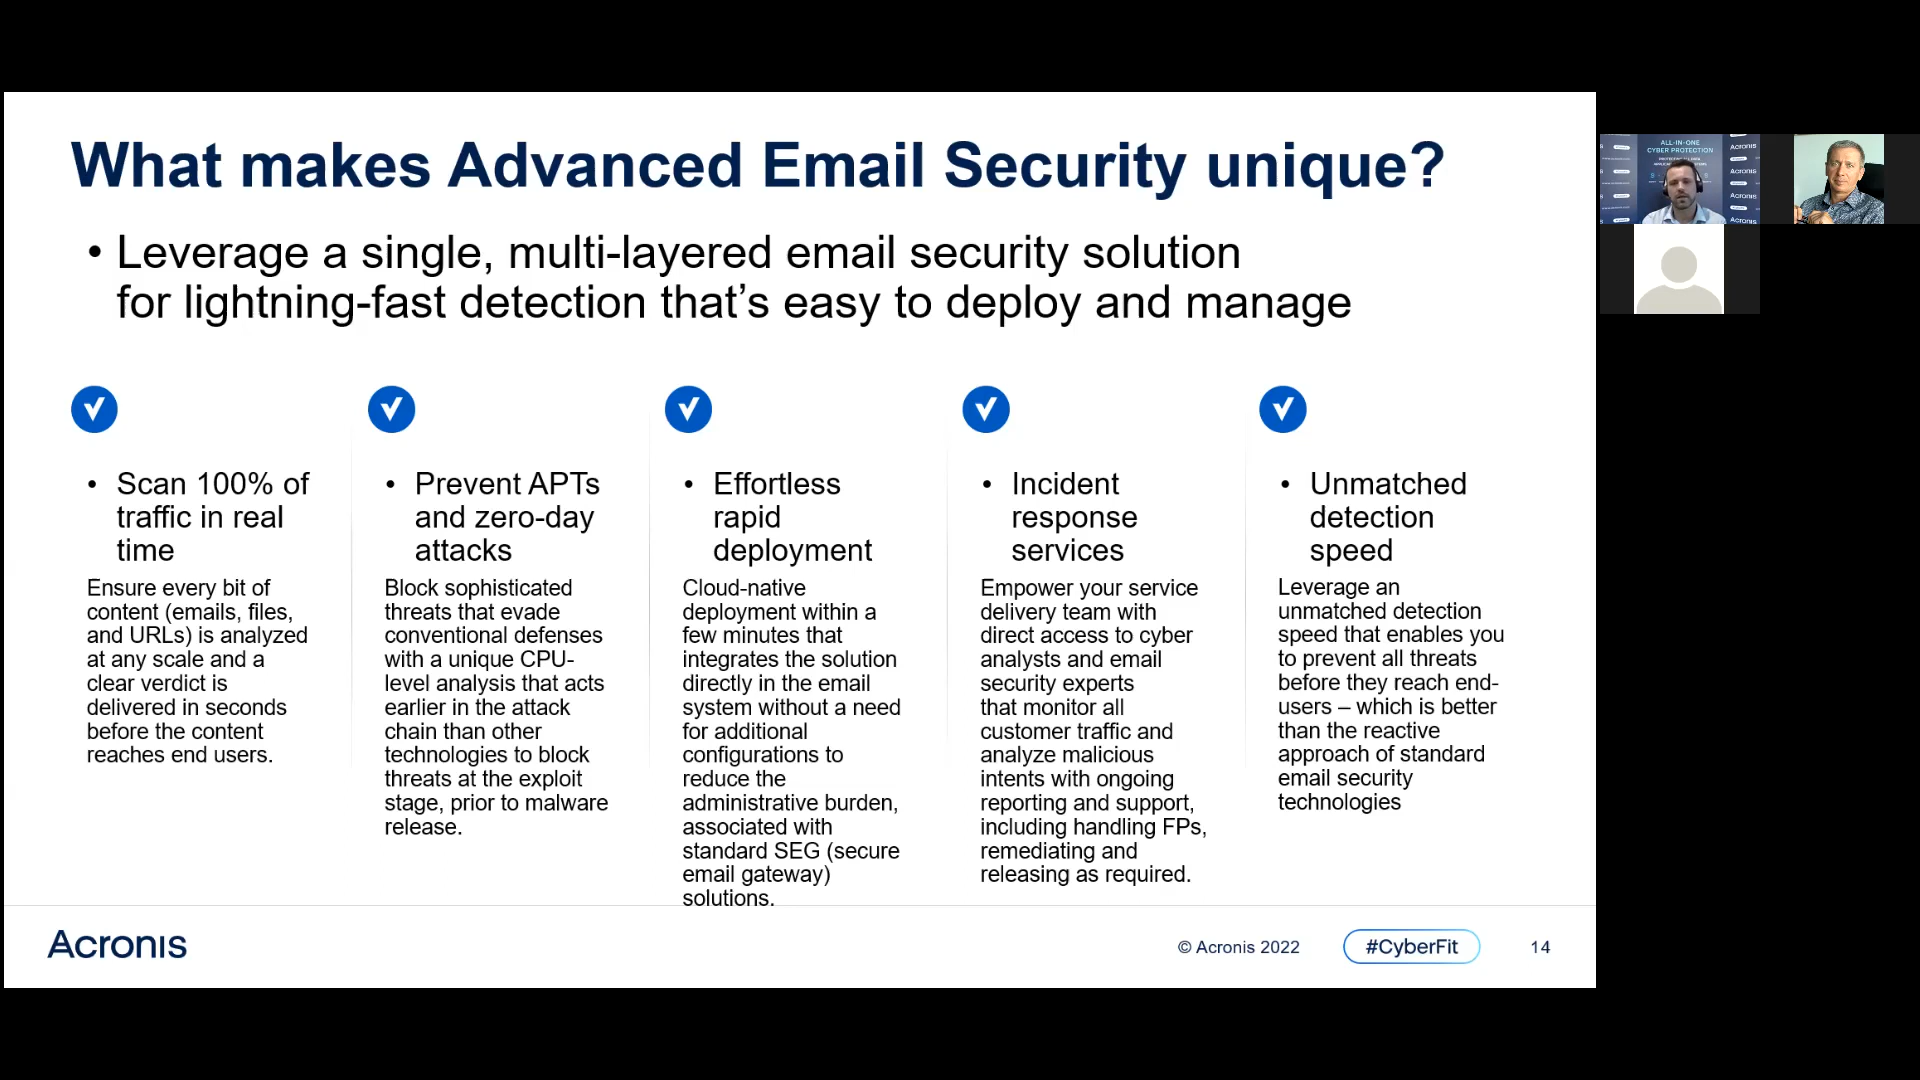 What makes Advanced Email Security unique?
• Leverage a single, multi-layered email security solution
for lightning-fast detection that’s easy to deploy and manage
• Scan 100% of
traffic in real
time
Ensure every bit of
content (emails, files,
and URLs) is analyzed
at any scale and a
clear verdict is
delivered in seconds
before the content
reaches end users.
• Prevent APTs
and zero-day
attacks
Block sophisticated
threats that evade
conventional defenses
with a unique CPU-
level analysis that acts
earlier in the attack
chain than other
technologies to block
threats at the exploit
stage, prior to malware
release.
• Effortless
rapid
deployment
Cloud-native
deployment within a
few minutes that
integrates the solution
directly in the email
system without a need
for additional
configurations to
reduce the
administrative burden,
associated with
standard SEG (secure
email gateway)
solutions.
• Incident
response
services
Empower your service
delivery team with
direct access to cyber
analysts and email
security experts
that monitor all
customer traffic and
analyze malicious
intents with ongoing
reporting and support,
including handling FPs,
remediating and
releasing as required.
• Unmatched
detection
speed
Leverage an
unmatched detection
speed that enables you
to prevent all threats
before they reach end-
users – which is better
than the reactive
approach of standard
email security
technologies
Acronis
© Acronis 2022
#CyberFit
14
ALL-IN-ONE
CYBER PROTECTION
Acronis
Acronis
Acronis
Acronis